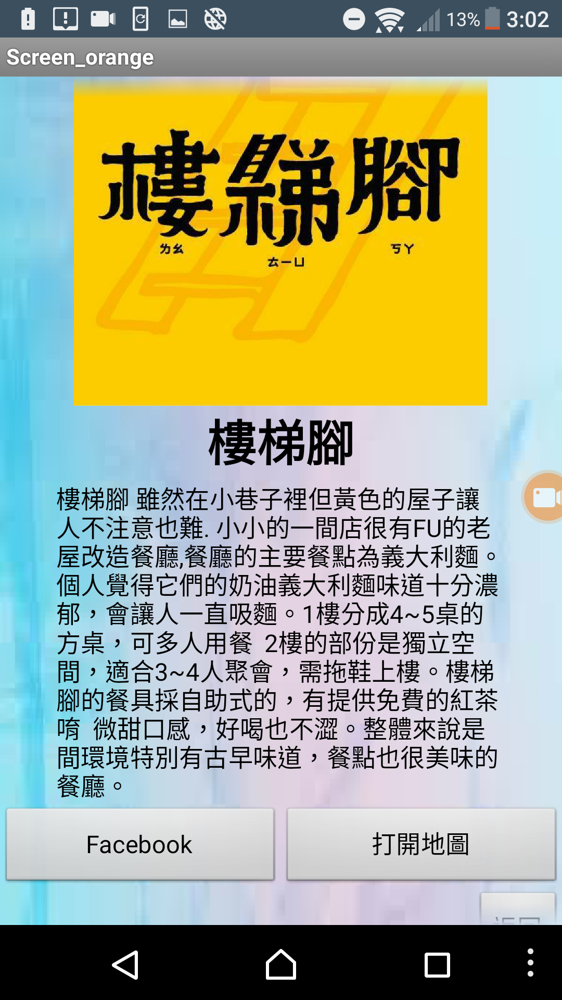 13% 3:02
Screen_orange
樓梯腳
ㄌㄠ
ㄊㄧㄩ
ㄎㄚ
樓梯腳
樓梯腳 雖然在小巷子裡但黃色的屋子讓
人不注意也難. 小小的一間店很有FU的老
屋改造餐廳,餐廳的主要餐點為義大利麵。
個人覺得它們的奶油義大利麵味道十分濃
郁，會讓人一直吸麵。1樓分成4~5桌的
方桌，可多人用餐  2樓的部份是獨立空
間，適合3~4人聚會，需拖鞋上樓。樓梯
腳的餐具採自助式的，有提供免費的紅茶
唷  微甜口感，好喝也不澀。整體來說是
間環境特別有古早味道，餐點也很美味的
餐廳。
Facebook
打開地圖